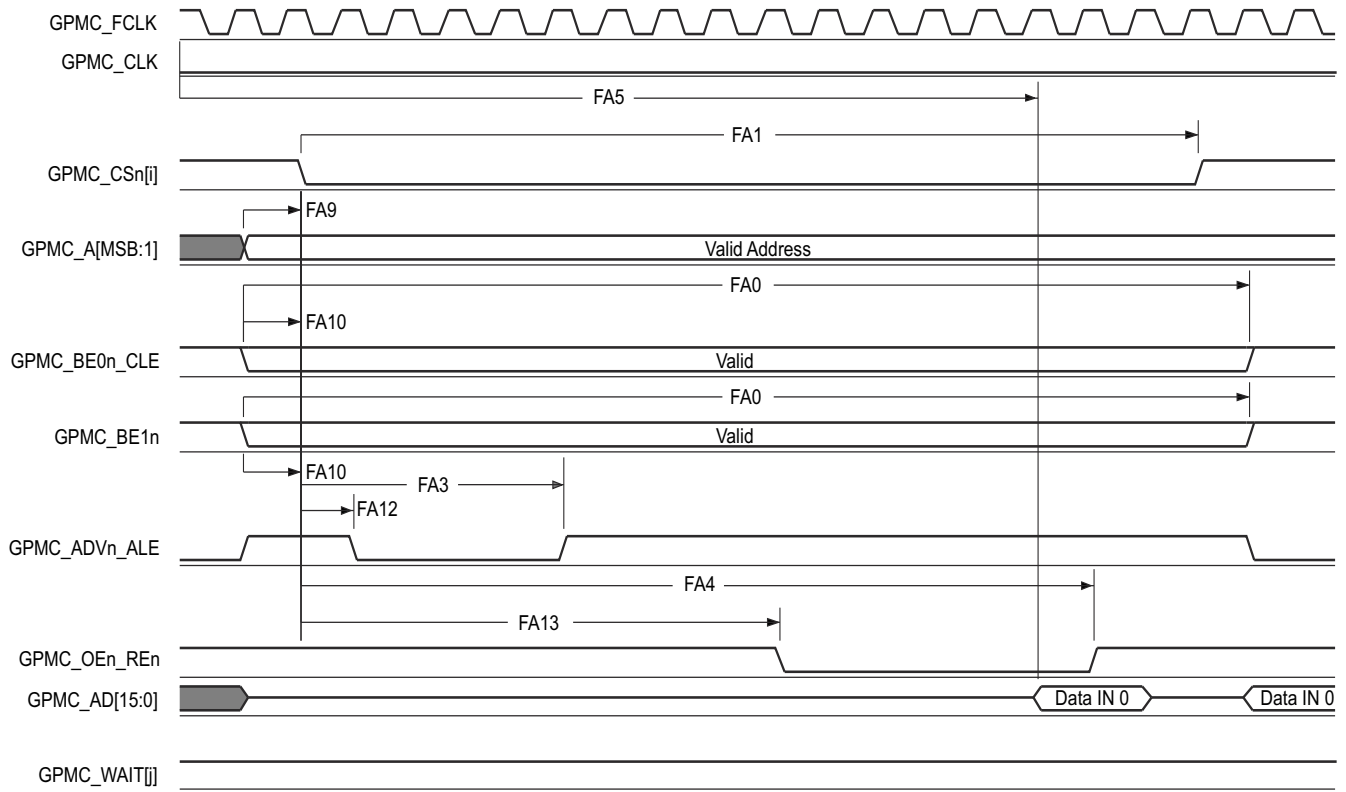 GPMC_FCLK
GPMC_CLK
FA5
FA1
GPMC_CSn[i]
FA9
GPMC_A[MSB:1]
Valid Address
FA0
FA10
GPMC_BE0n_CLE
Valid
FA0
GPMC_BE1n
Valid
FA10
FA3
FA12
GPMC_ADVn_ALE
FA4
FA13
GPMC_OEn_REn
GPMC_AD[15:0]
Data IN 0
Data IN 0
GPMC_WAIT[j]